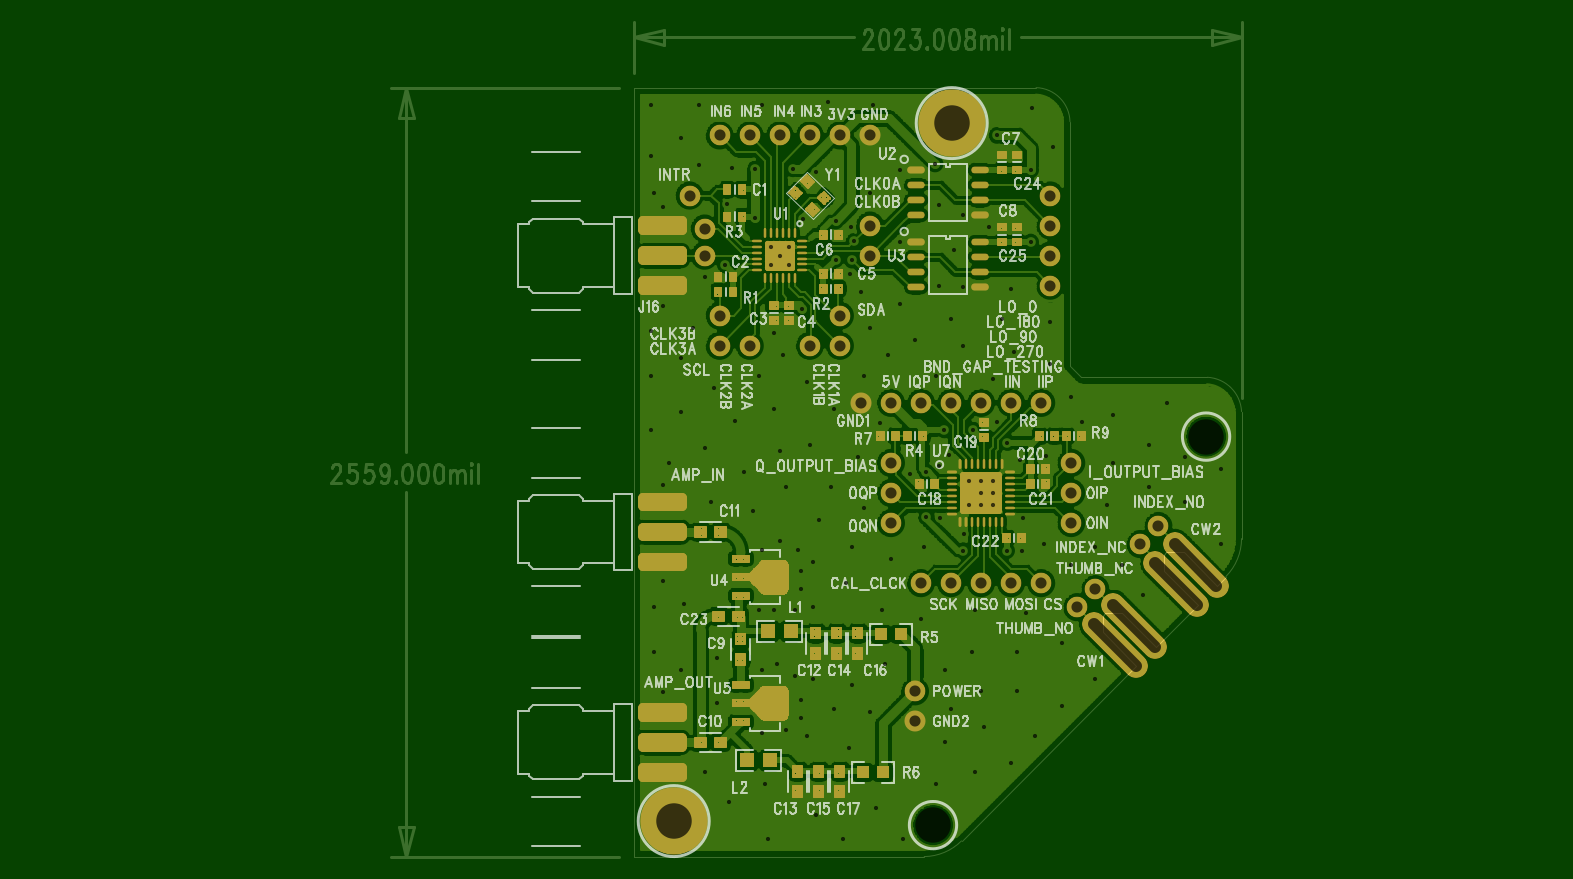 2023.008mil
IN6 IN5 IN4 IN3 3V3 GND
C7
U2
INTR
Y1
CLK0A
C24
C1
CLK0B
U1
C8
R3
C6
U3
C25
C2
C5
J16
R1
R2
SDA
LO_0
C3
C4
LO_180
CLK3B
LO_90
CLK3A
LO_270
SCL
CLK2B
CLK2A
CLK1B
CLK1A
BND_GAP_TESTING
5V IQP IQN IIN IIP
GND1
R8
R7
R9
R4
U7
C19
C20
2559.000mil
Q_OUTPUT_BIAS
I_OUTPUT_BIAS
AMP_IN
OQP
C18
C21
OIP
INDEX_NO
C11
OQN
OIN
CW2
C22
INDEX_NC
THUMB_NC
U4
CAL_CLCK
L1
SCK MISO MOSI CS
C23
THUMB_NO
C9
R5
CW1
C12 C14 C16
AMP_OUT
U5
POWER
C10
GND2
R6
L2
C13 C15 C17